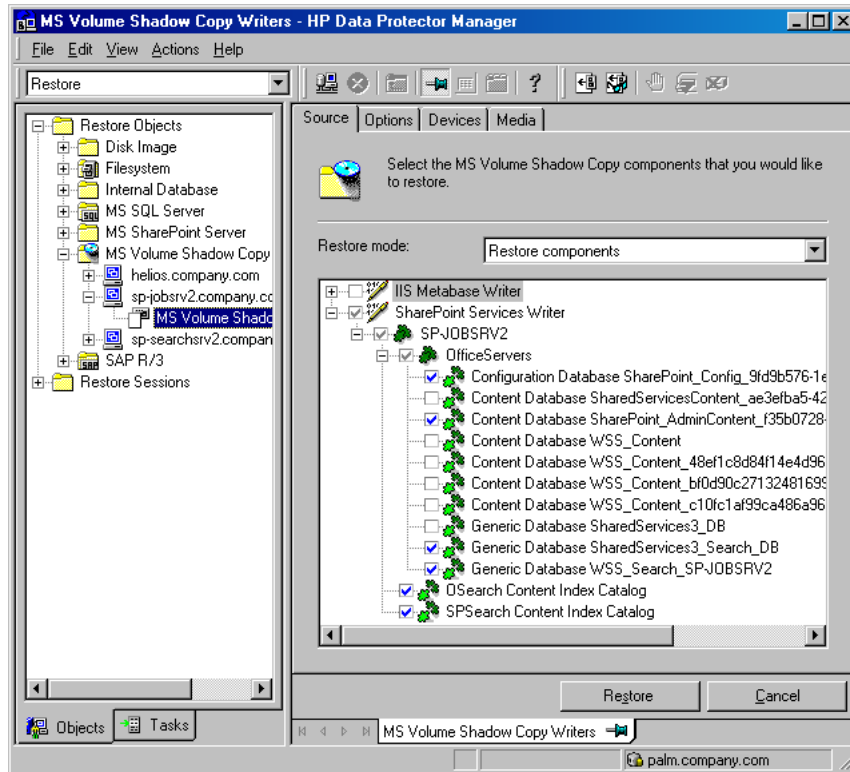 MS Volume Shadow Copy Writers - HP Data Protector Manager
File Edit View Actions Help
Restore
Source Options Devices Media
Restore Objects
Disk Image
Filesystem
Internal Database
MS SQL Server
MS SharePoint Server
MS Volume Shadow Copy
helios.company.com
sp-jobsrv2.company.co
MS Volume Shado
sp-searchsrv2.compan
SAP R/3
Restore Sessions
Select the MS Volume Shadow Copy components that you would like
to restore.
Restore mode: Restore components
IIS Metabase Writer
SharePoint Services Writer
SP-JOBSRV2
OfficeServers
Configuration Database SharePoint_Config_9fd9b576-1e
Content Database SharedServicesContent_ae3efba5-42
Content Database SharePoint_AdminContent_f35b0728-
Content Database WSS_Content
Content Database WSS_Content_48ef1c8d84f14e4d96
Content Database WSS_Content_bf0d90c27132481699
Content Database WSS_Content_c10fc1af99ca486a96
Generic Database SharedServices3_DB
Generic Database SharedServices3_Search_DB
Generic Database WSS_Search_SP-JOBSRV2
OSearch Content Index Catalog
SPSearch Content Index Catalog
Restore Cancel
Objects Tasks
MS Volume Shadow Copy Writers
palm.company.com